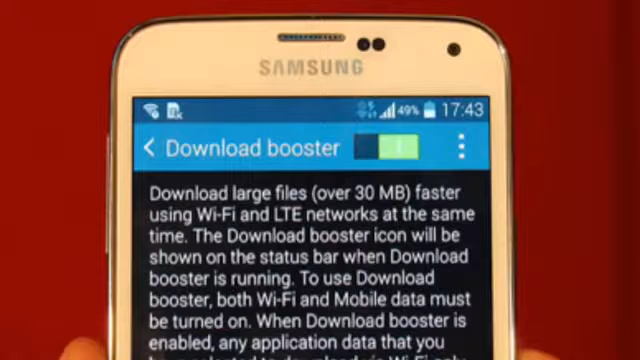 SAMSUNG
49% 17:43
Download booster
Download large files (over 30 MB) faster
using Wi-Fi and LTE networks at the same
time. The Download booster icon will be
shown on the status bar when Download
booster is running. To use Download
booster, both Wi-Fi and Mobile data must
be turned on. When Download booster is
enabled, any application data that you